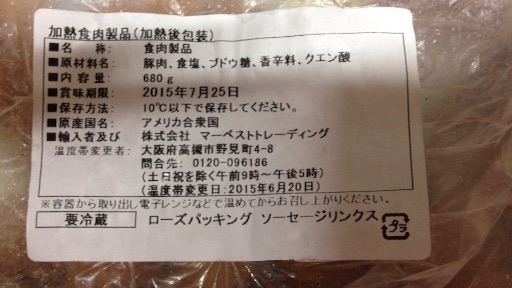 加熱食肉製品(加熱後包装)
■名　称:　食肉製品
■原材料名:　豚肉、食塩、ブドウ糖、香辛料、クエン酸
■内 容 量:　680g
■賞味期限:　2015年7月25日
■保存方法:　10℃以下で保存してください。
■原産国名:　アメリカ合衆国
■輸入者及び　株式会社 マーベストトレーディング
温度帯変更者:　大阪府高槻市野見町4-8
問合先: 0120-096186
(土日祝を除く午前9時～午後5時)
(温度帯変更日:2015年6月20日)
※容器から取り出し電子レンジなどで温めてからお召し上がりください。
要冷蔵　ローズパッキング ソーセージリンクス　プラ